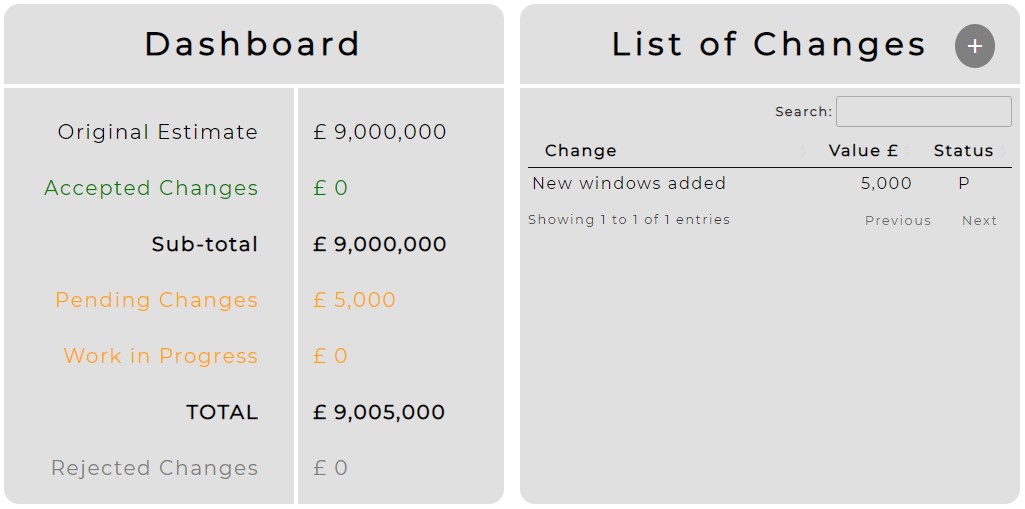 Dashboard
Original Estimate £ 9,000,000
Accepted Changes £ 0
Sub-total £ 9,000,000
Pending Changes £ 5,000
Work in Progress £ 0
TOTAL £ 9,005,000
Rejected Changes £ 0
List of Changes +
Search:
Change Value £ Status
New windows added 5,000 P
Showing 1 to 1 of 1 entries Previous Next